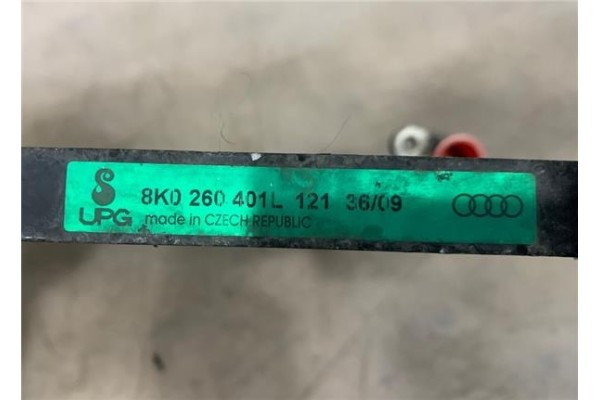 UPG
8K0 260 401L 121 36/09
made in CZECH REPUBLIC